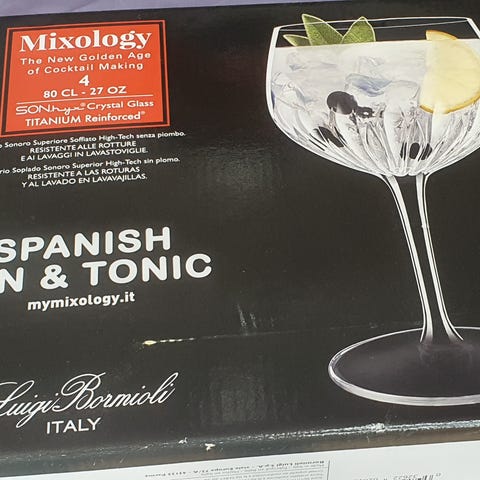 Mixology
The New Golden Age
of Cocktail Making
4
80 CL - 27 OZ
SON.hyx® Crystal Glass
TITANIUM Reinforced®
Sonoro Superiore Soffiato High-Tech senza piombo.
RESISTENTE ALLE ROTTURE
E AI LAVAGGI IN LAVASTOVIGLIE.
rio Soplado Sonoro Superior High-Tech sin plomo.
RESISTENTE A LAS ROTURAS
Y AL LAVADO EN LAVAVAJILLAS.
SPANISH
N & TONIC
mymixology.it
Luigi Bormioli
ITALY